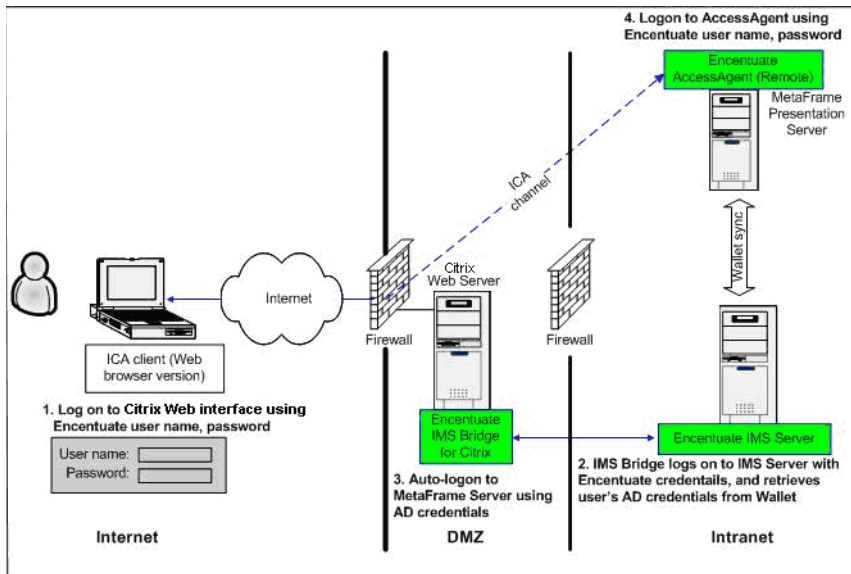 4. Logon to AccessAgent using
Encentuate user name, password
Encentuate
AccessAgent (Remote)
MetaFrame
Presentation
Server
ICA
channel
Wallet sync
Citrix
Web Server
Internet
Firewall
Firewall
ICA client (Web
browser version)
1. Log on to Citrix Web interface using
Encentuate user name, password
User name:
Password:
Encentuate
IMS Bridge
for Citrix
Encentuate IMS Server
2. IMS Bridge logs on to IMS Server with
Encentuate credentails, and retrieves
user's AD credentials from Wallet
3. Auto-logon to
MetaFrame Server using
AD credentials
Internet
DMZ
Intranet